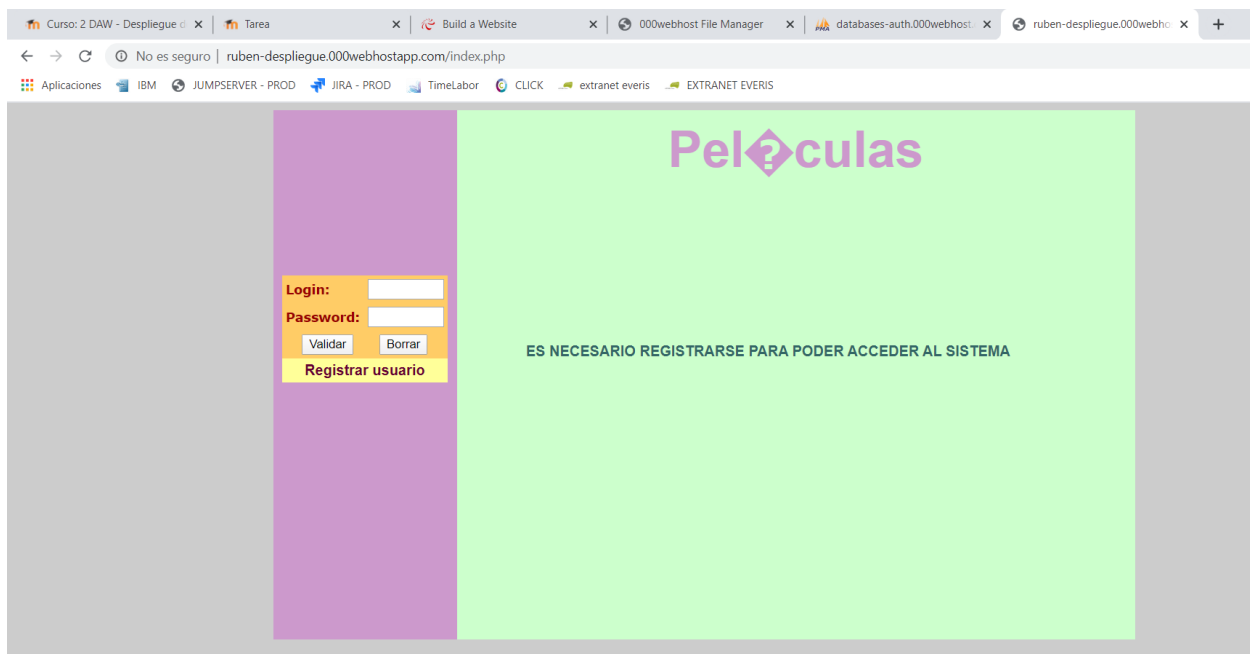 Curso: 2 DAW - Despliegue d
Tarea
Build a Website
000webhost File Manager
databases-auth.000webhost.
ruben-despliegue.000webho
No es seguro | ruben-despliegue.000webhostapp.com/index.php
Aplicaciones IBM JUMPSERVER - PROD JIRA - PROD TimeLabor CLICK extranet everis EXTRANET EVERIS
Pel�culas
Login:
Password:
Validar Borrar
Registrar usuario
ES NECESARIO REGISTRARSE PARA PODER ACCEDER AL SISTEMA